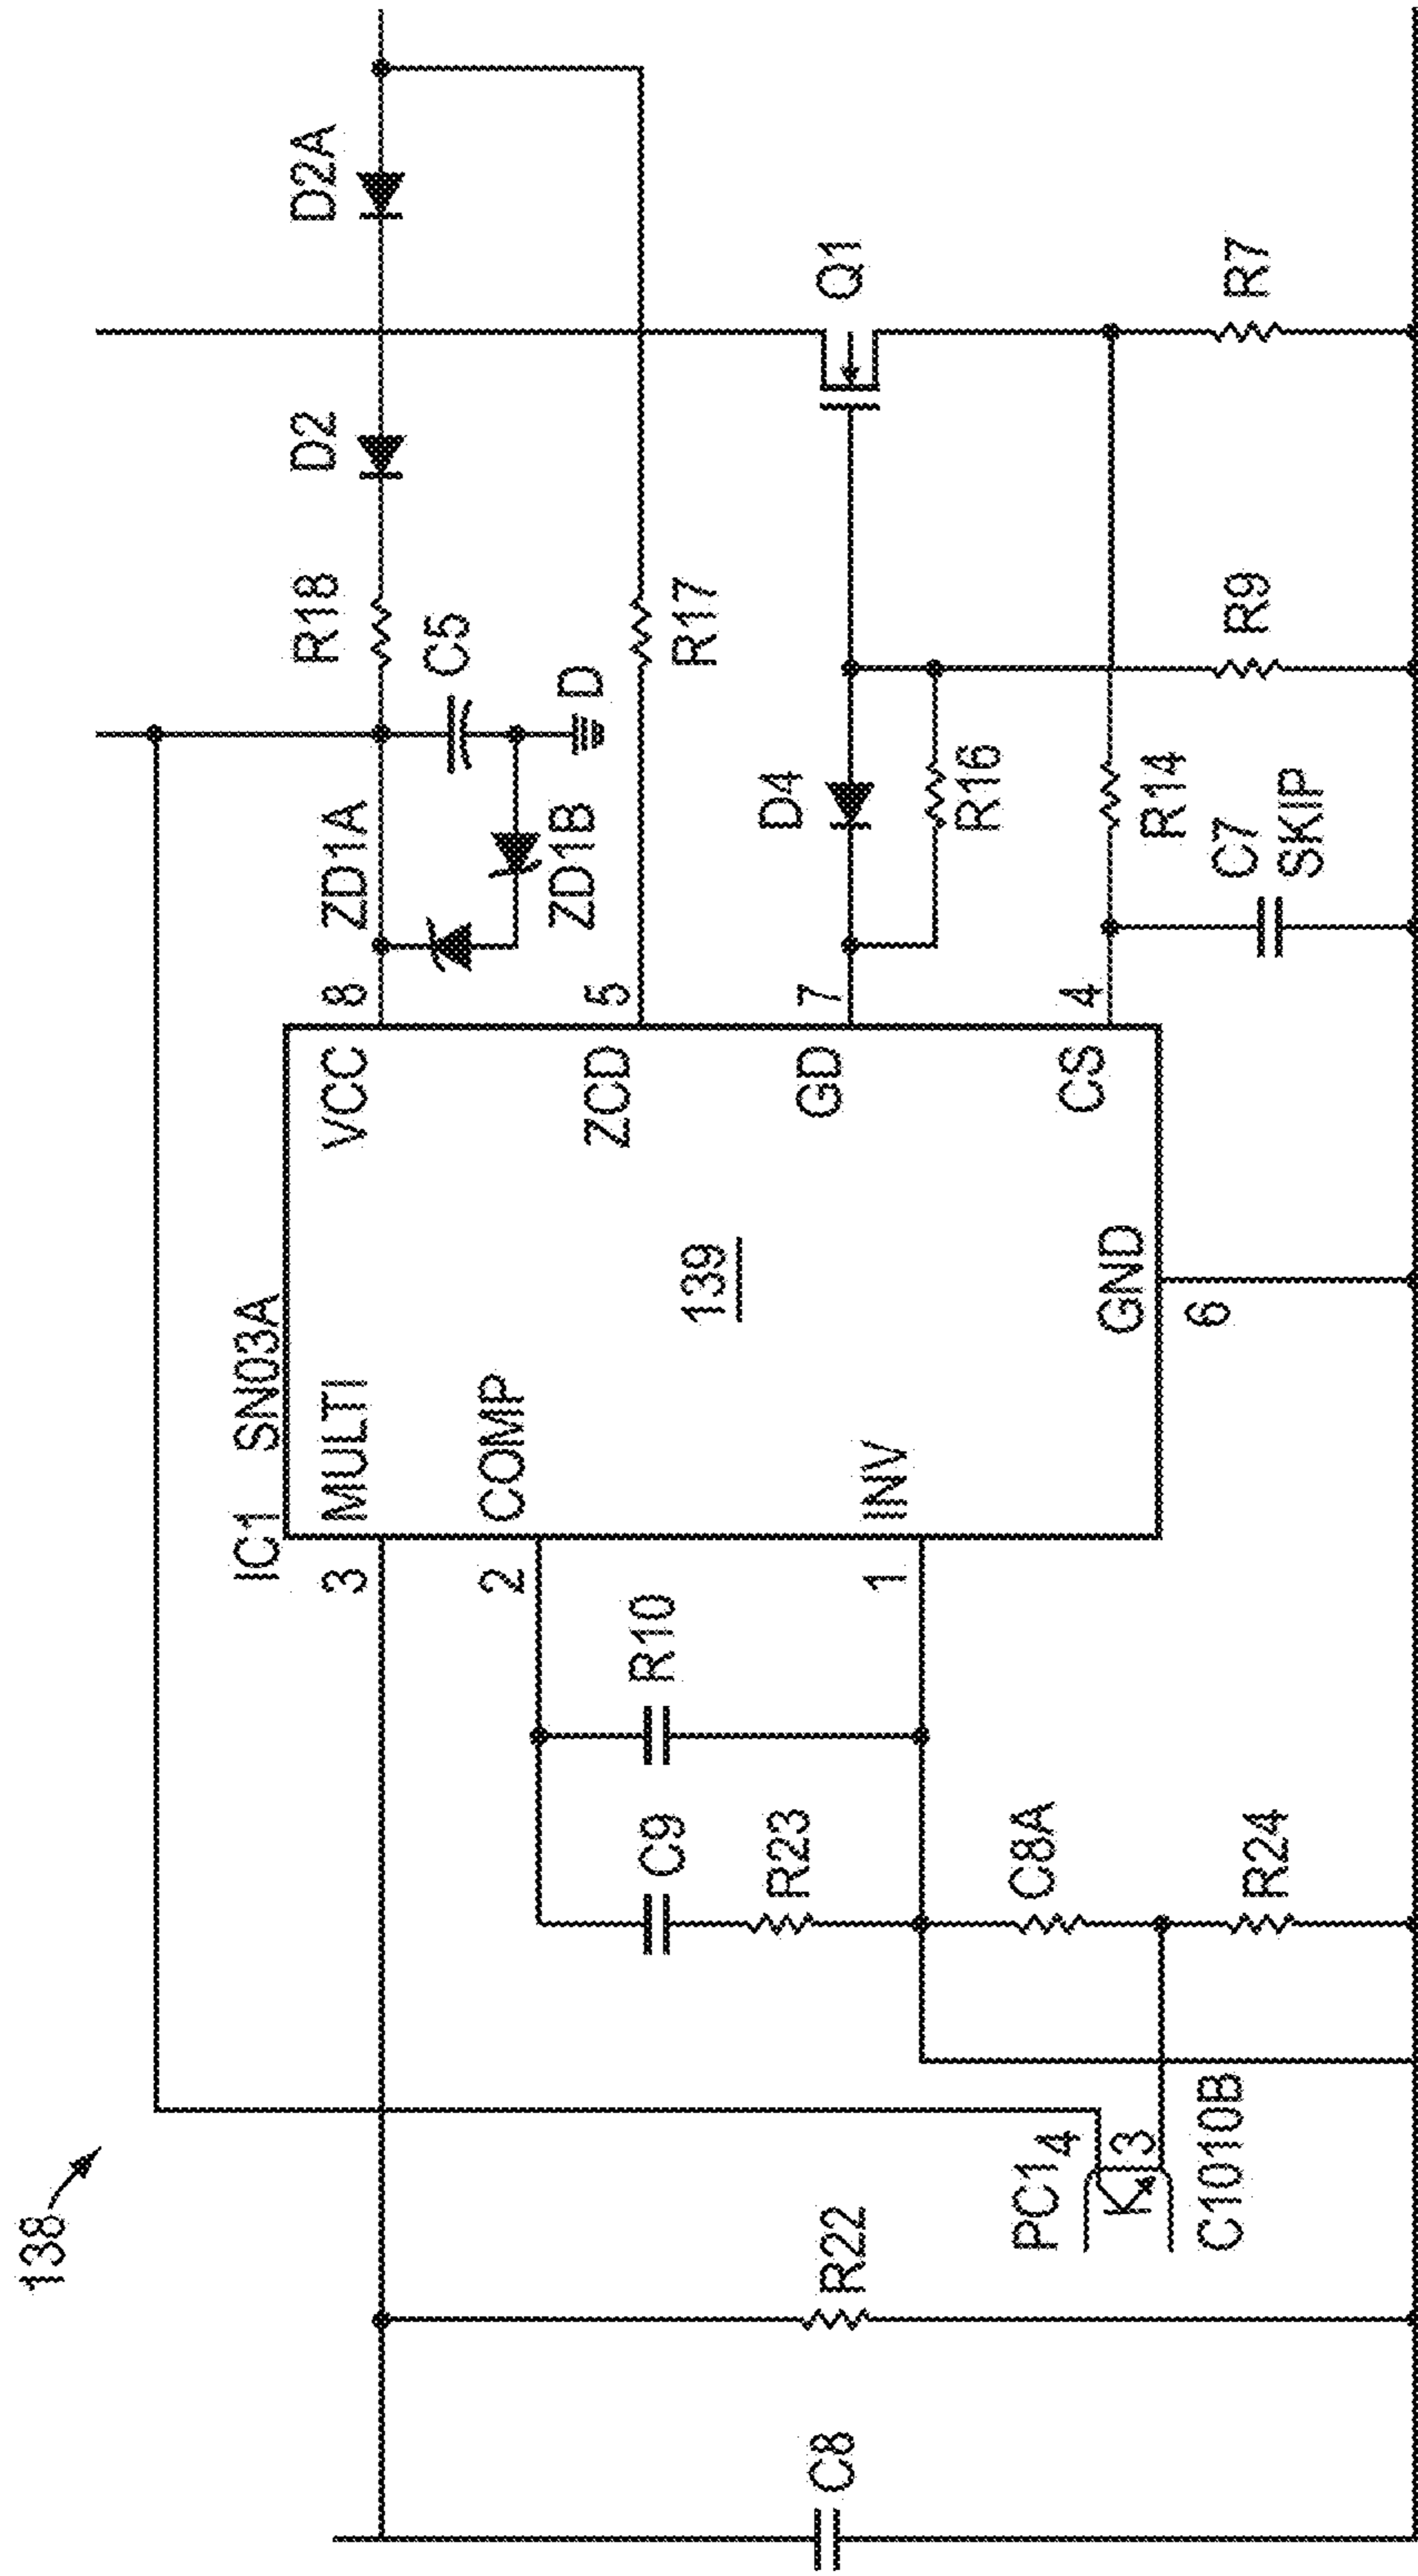 138
IC1 SN03A
3
MULTI
VCC
8
ZD1A
R18
D2
D2A
C5
D
ZD1B
2
COMP
ZCD
5
R17
R10
C9
R23
139
GD
7
D4
R16
Q1
1
INV
CS
4
R14
C7
SKIP
R9
R7
GND
6
C8A
R24
PC1
4
3
C1010B
R22
C8